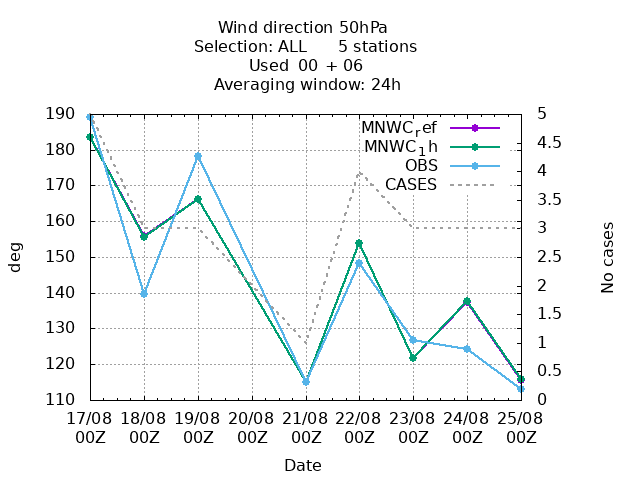 Wind direction 50hPa
Selection: ALL 5 stations
Used 00 + 06
Averaging window: 24h
190
180
170
160
150
140
130
120
110
deg
5
4.5
4
3.5
3
2.5
2
1.5
1
0.5
0
No cases
MNWCref
MNWC1h
OBS
CASES
17/08 18/08 19/08 20/08 21/08 22/08 23/08 24/08 25/08
00Z 00Z 00Z 00Z 00Z 00Z 00Z 00Z 00Z
Date